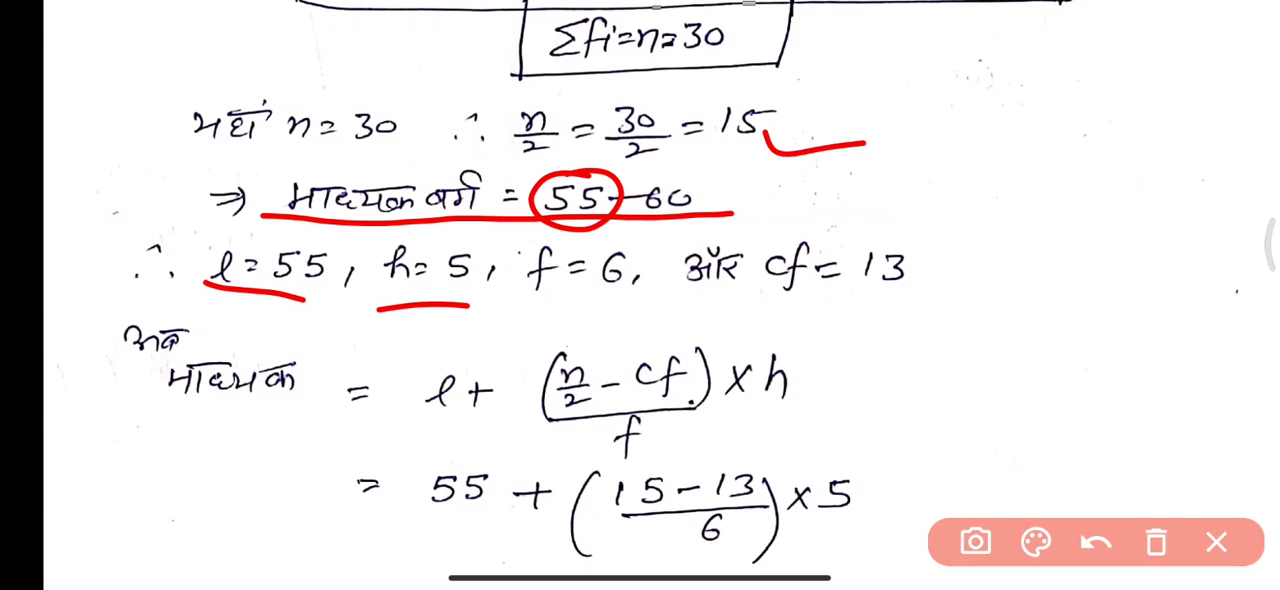 Σfi=n=30
यहाँ n=30 ∴ n/2 = 30/2 = 15
⇒ माध्यक वर्ग = 55-60
∴ l=55, h=5, f=6, और cf=13
अब
माध्यक = l+ (n/2 - cf)/f × h
= 55 + (15-13/6) × 5